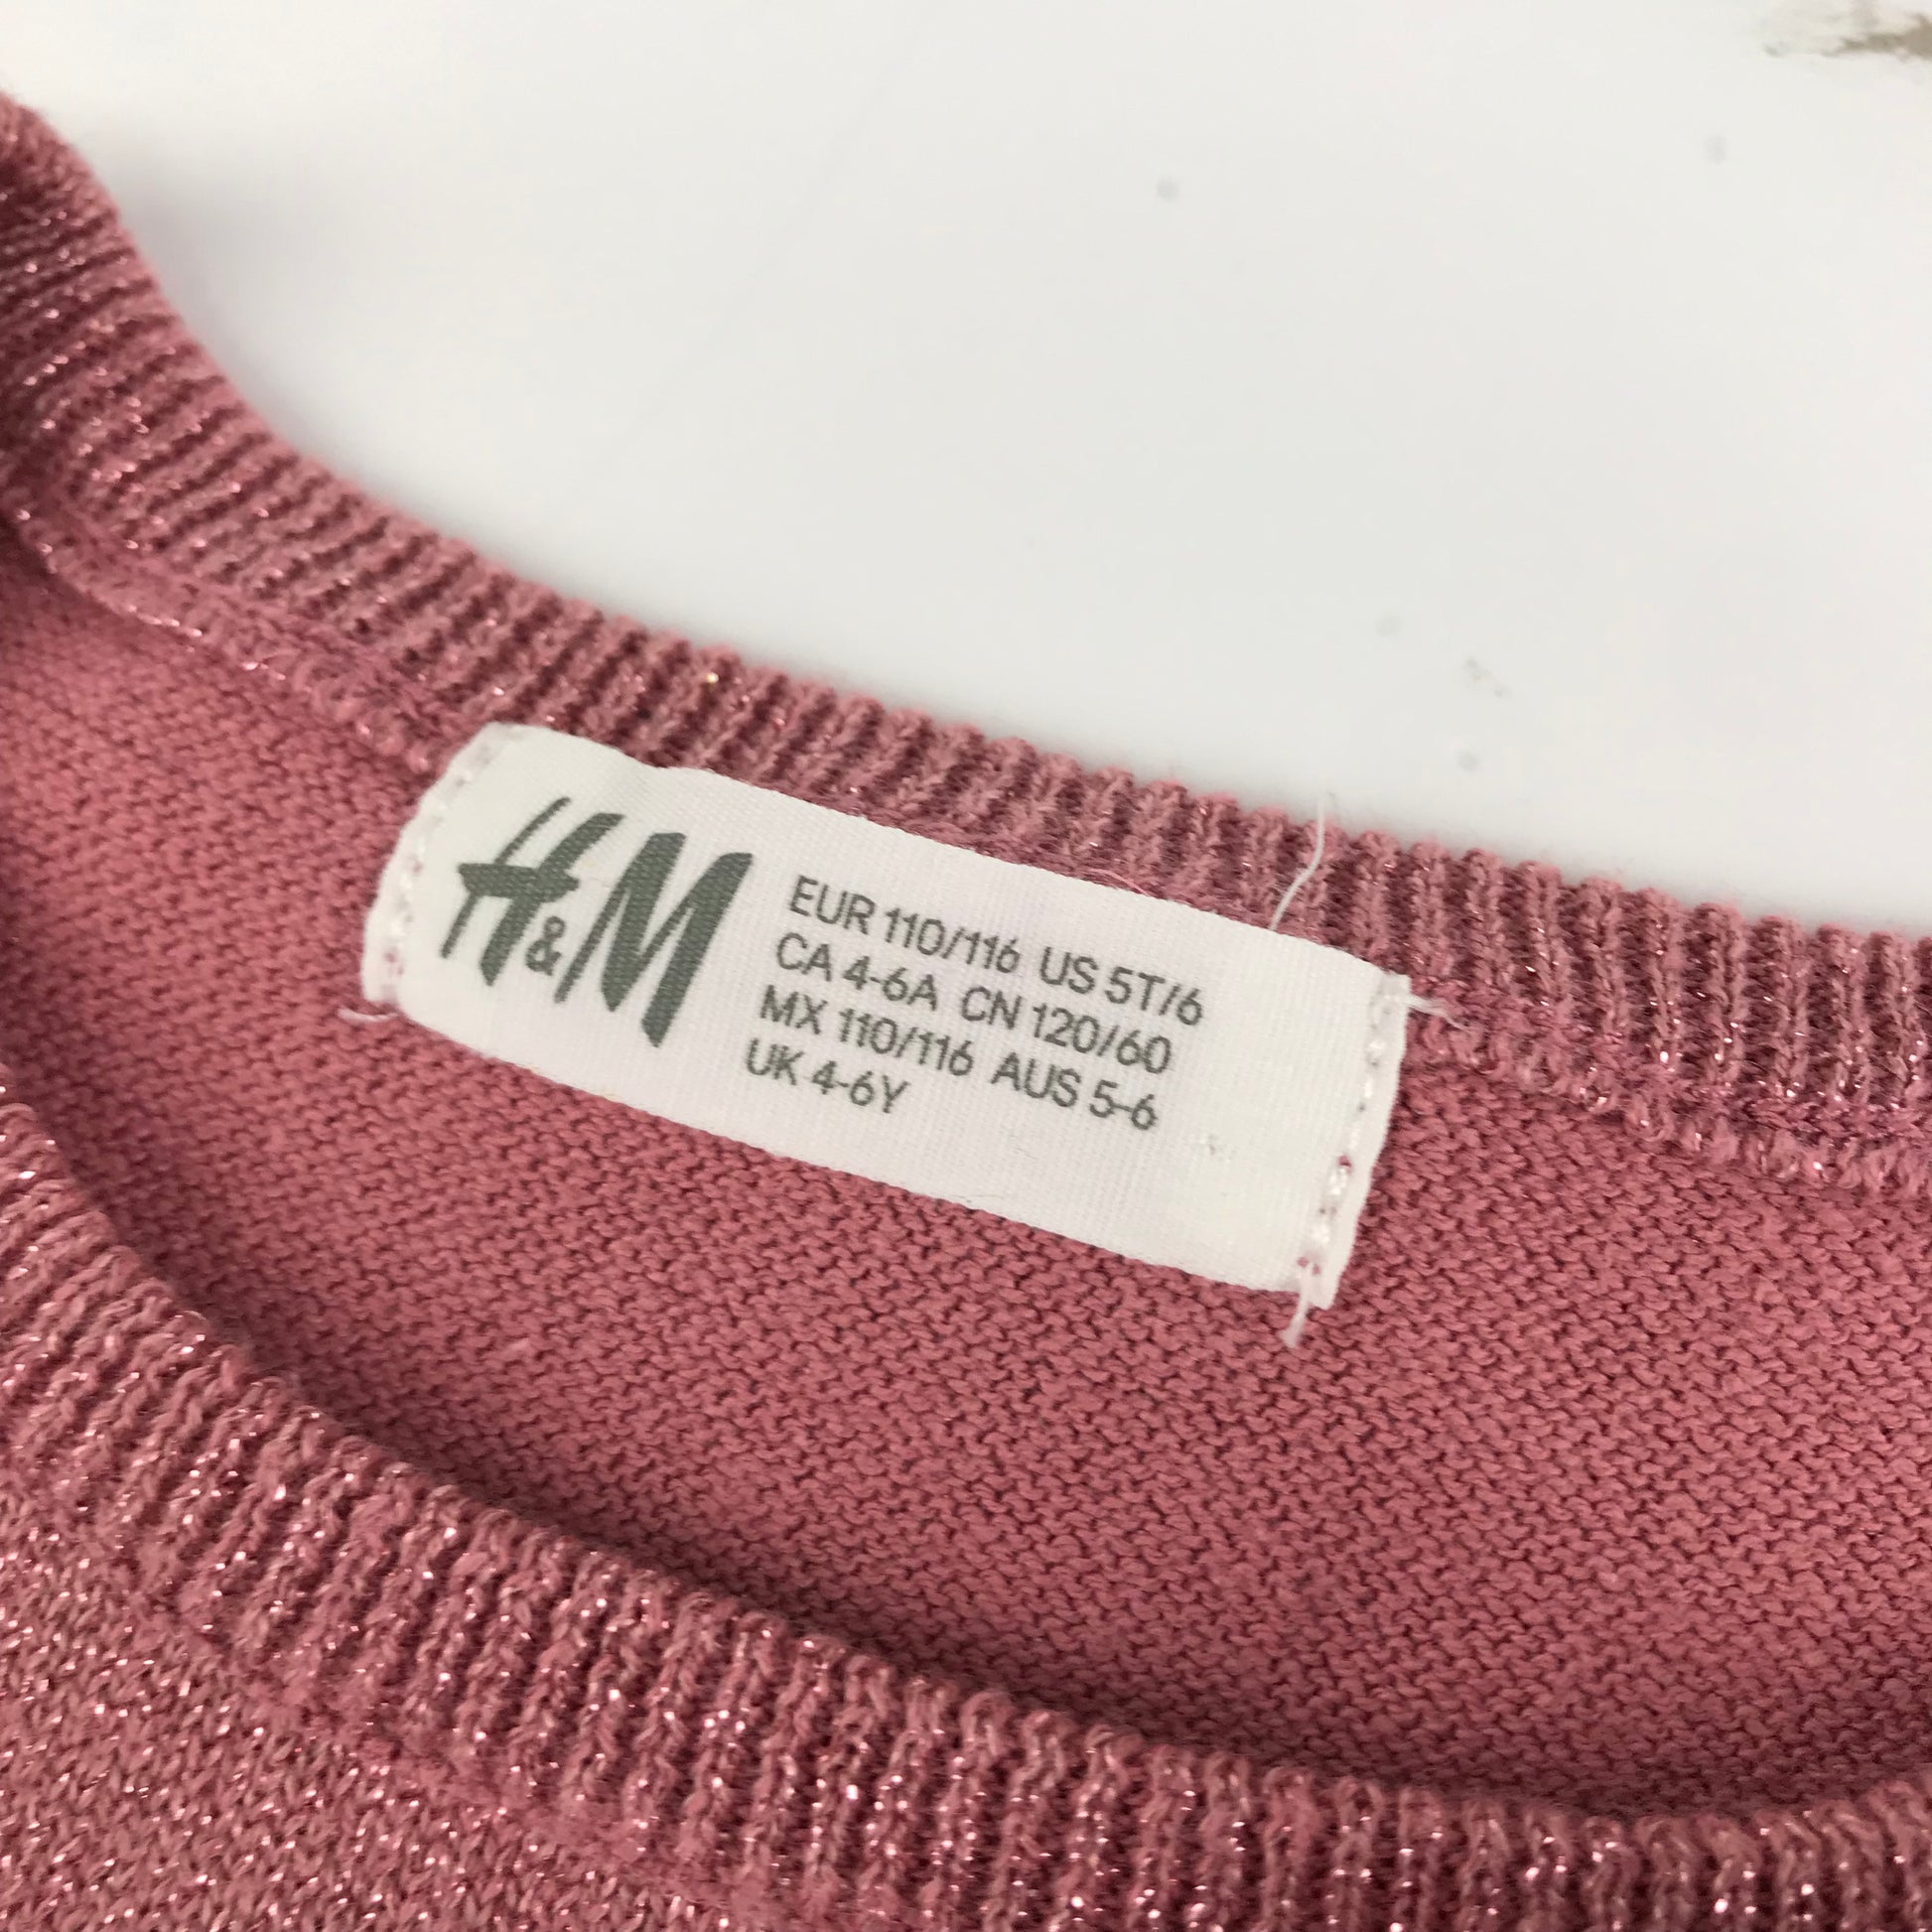 H&M
EUR 110/116 US 5T/6
CA 4-6A CN 120/60
MX 110/116 AUS 5-6
UK 4-6Y